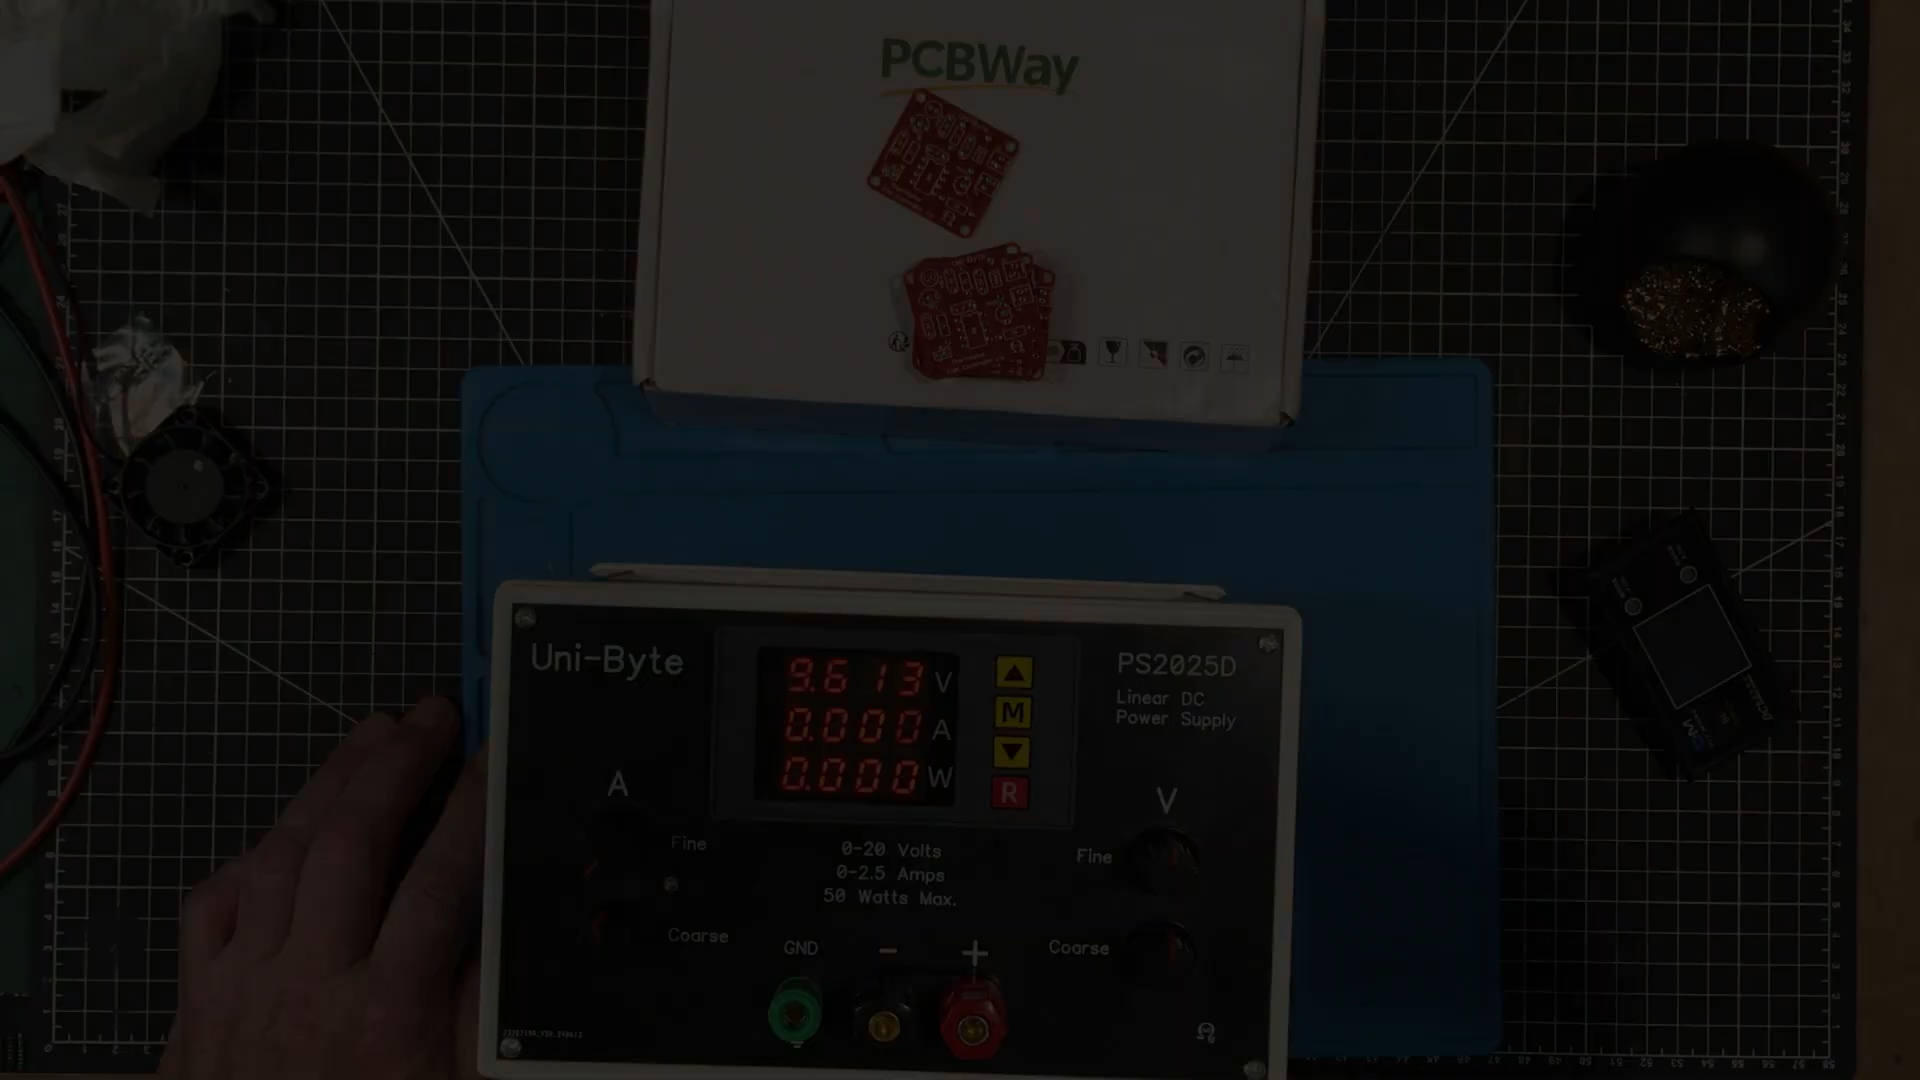 PCBWay
Uni-Byte
9.613 V
0.000 A
0.000 W
M
R
PS2025D
Linear DC
Power Supply
A
V
Fine
Fine
0-20 Volts
0-2.5 Amps
50 Watts Max.
Coarse
Coarse
GND
-
+